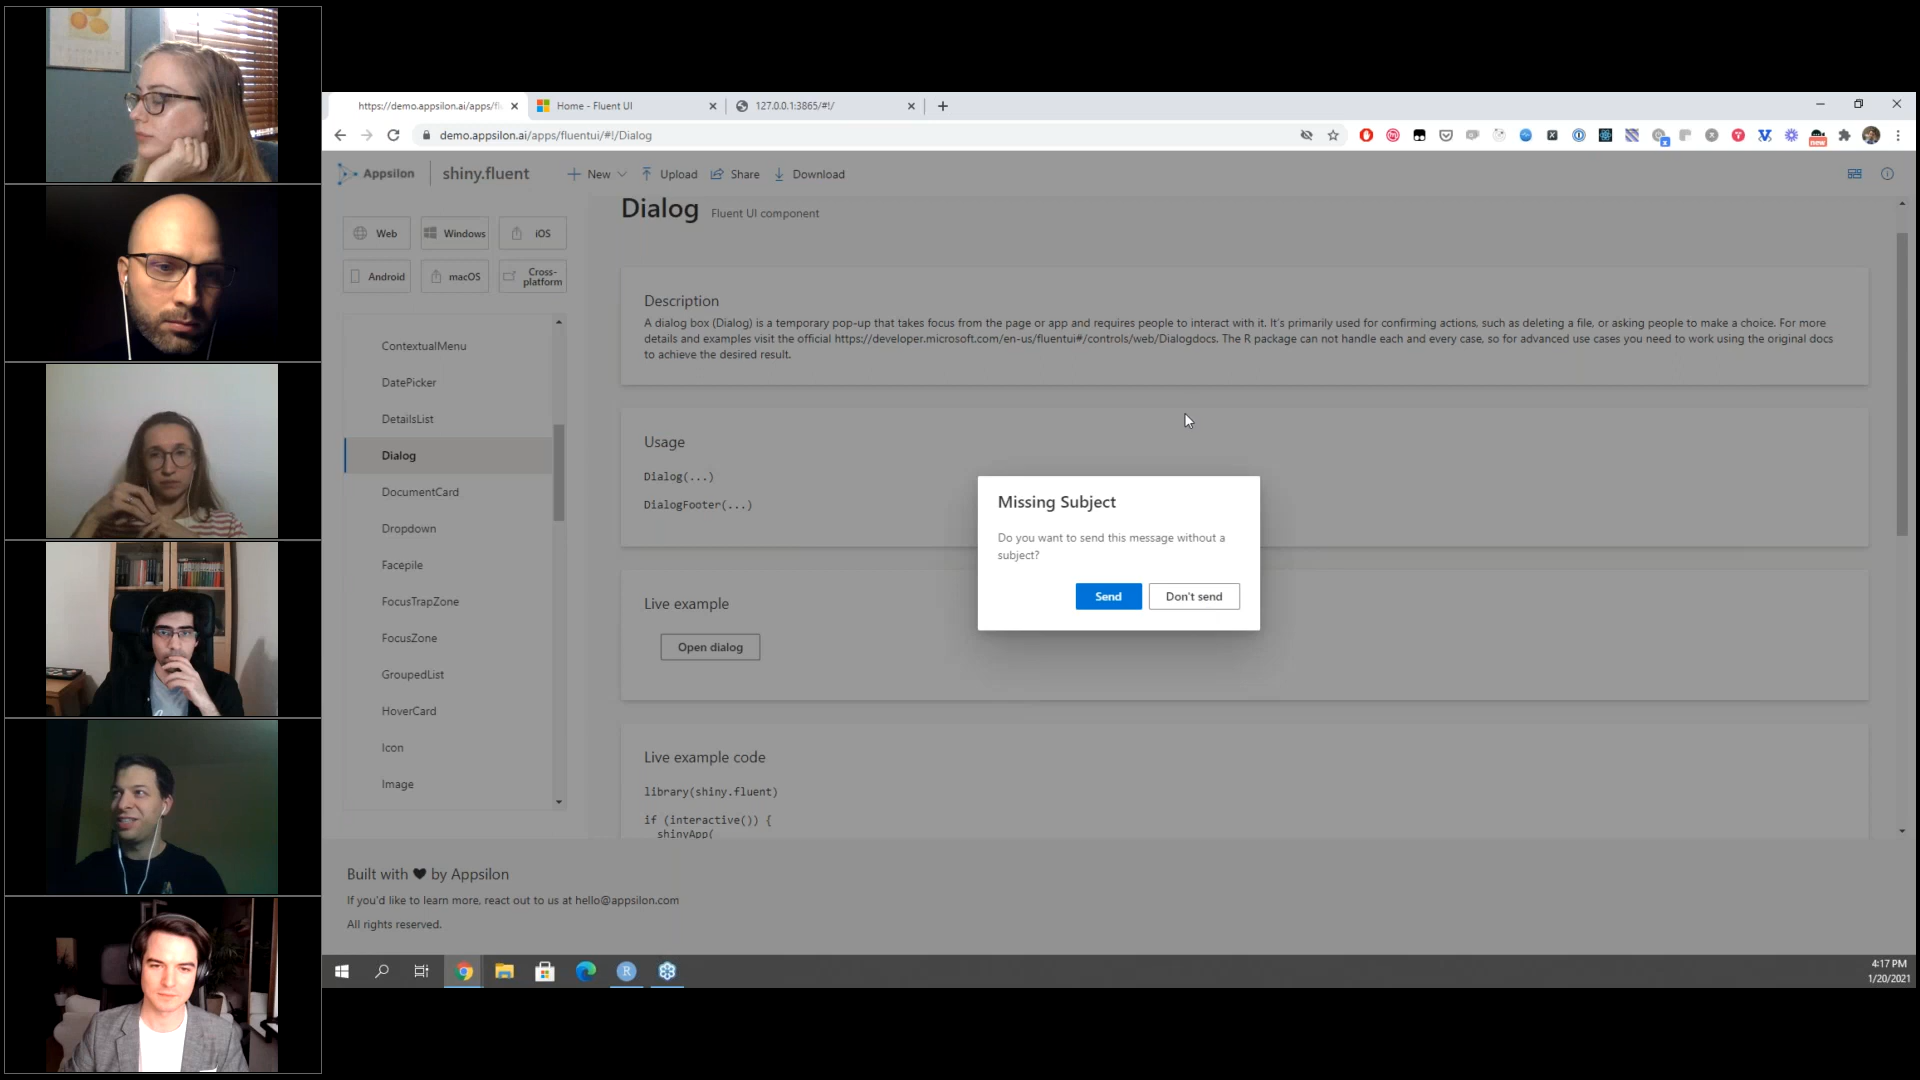 https://demo.appsilon.ai/apps/fl
Home - Fluent UI
127.0.0.1:3865/#!/
demo.appsilon.ai/apps/fluentui/#!/Dialog
new
Appsilon
shiny.fluent
New
Upload
Share
Download
Web
Windows
iOS
Android
macOS
Cross-
platform
ContextualMenu
DatePicker
DetailsList
Dialog
DocumentCard
Dropdown
Facepile
FocusTrapZone
FocusZone
GroupedList
HoverCard
Icon
Image
Dialog
Fluent UI component
Description
A dialog box (Dialog) is a temporary pop-up that takes focus from the page or app and requires people to interact with it. It's primarily used for confirming actions, such as deleting a file, or asking people to make a choice. For more
details and examples visit the official https://developer.microsoft.com/en-us/fluentui#/controls/web/Dialogdocs. The R package can not handle each and every case, so for advanced use cases you need to work using the original docs
to achieve the desired result.
Usage
Dialog(...)
DialogFooter(...)
Missing Subject
Do you want to send this message without a
subject?
Send
Don't send
Live example
Open dialog
Live example code
library(shiny.fluent)
if (interactive()) {
shinyApp(
Built with ♥ by Appsilon
If you'd like to learn more, react out to us at hello@appsilon.com
All rights reserved.
4:17 PM
1/20/2021